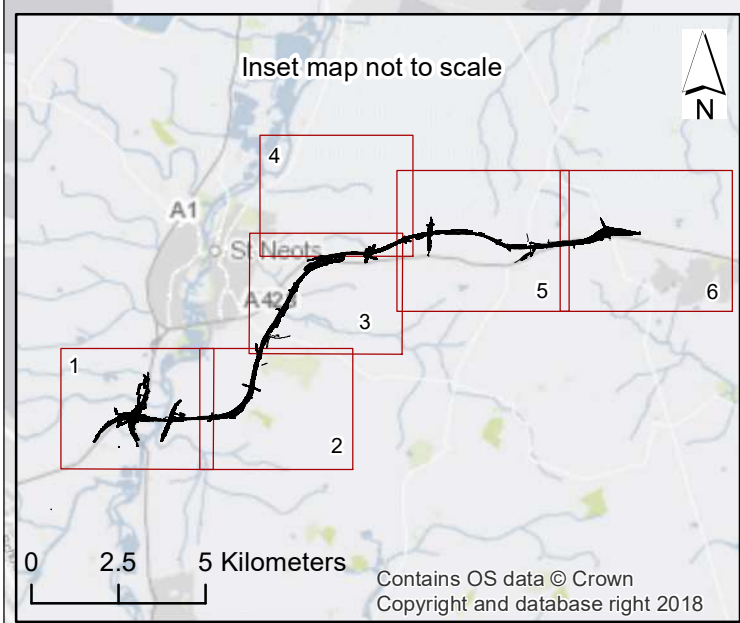 Inset map not to scale
N
4
A1
St Neots
5
6
A428
3
1
2
0 2.5 5 Kilometers
Contains OS data © Crown
Copyright and database right 2018